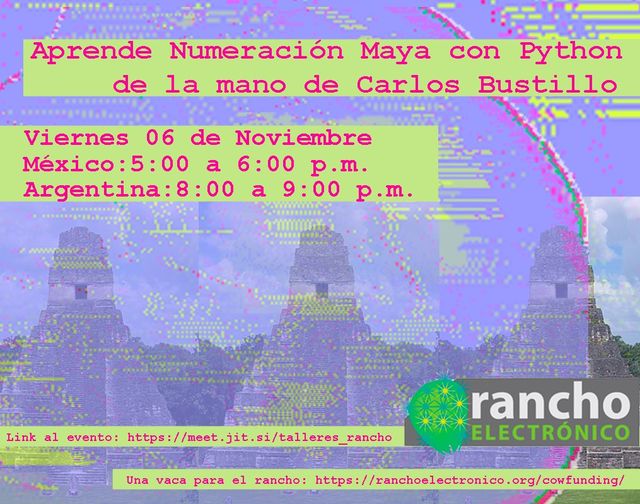 Aprende Numeración Maya con Python
de la mano de Carlos Bustillo
Viernes 06 de Noviembre
México:5:00 a 6:00 p.m.
Argentina:8:00 a 9:00 p.m.
rancho
ELECTRÓNICO
Link al evento: https://meet.jit.si/talleres_rancho
Una vaca para el rancho: https://ranchoelectronico.org/cowfunding/